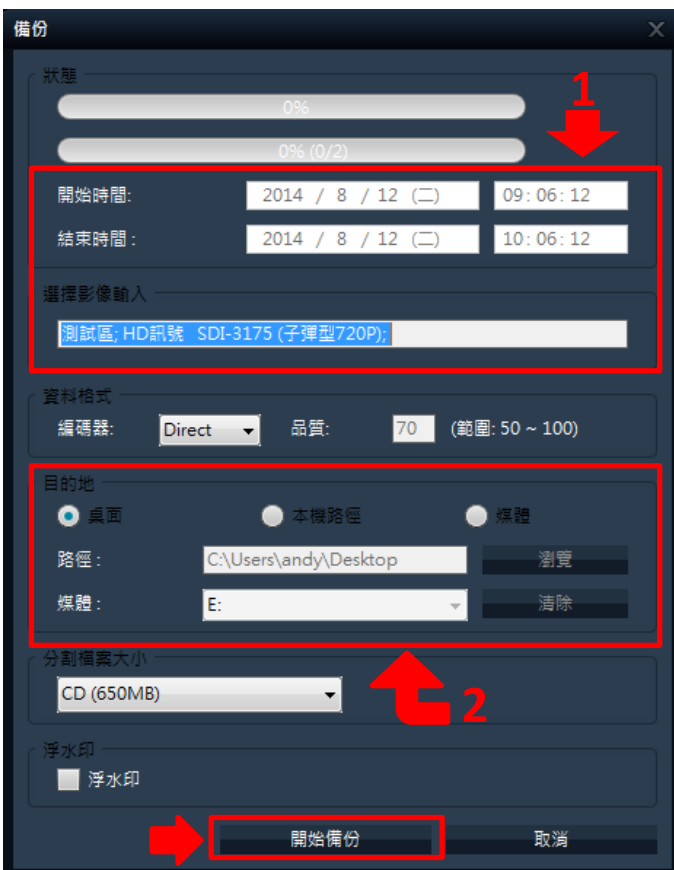 備份 X
狀態
0%
1
0% (0/2)
開始時間: 2014 / 8 / 12 (二) 09:06:12
結束時間: 2014 / 8 / 12 (二) 10:06:12
選擇影像輸入
測試區; HD訊號 SDI-3175 (子彈型720P);
資料格式
編碼器: Direct 品質: 70 (範圍: 50 ~ 100)
目的地
桌面 本機路徑 媒體
路徑: C:\Users\andy\Desktop 瀏覽
媒體: E: 清除
分割檔案大小
CD (650MB)
2
浮水印
浮水印
開始備份 取消